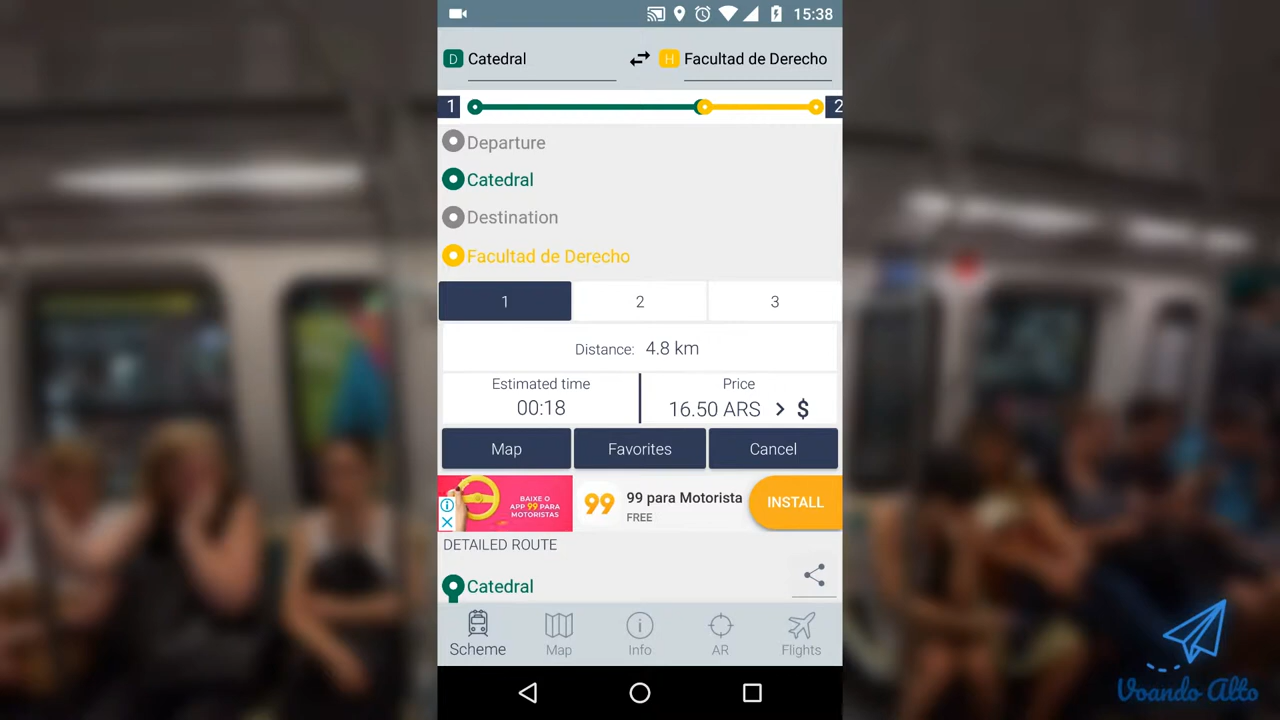 15:38
D Catedral
H Facultad de Derecho
1
2
Departure
Catedral
Destination
Facultad de Derecho
1 2 3
Distance: 4.8 km
Estimated time
00:18
Price
16.50 ARS > $
Map Favorites Cancel
BAIXE O
APP 99 PARA
MOTORISTAS
99
99 para Motorista
FREE
INSTALL
DETAILED ROUTE
Catedral
Scheme Map Info AR Flights
Voando Alto